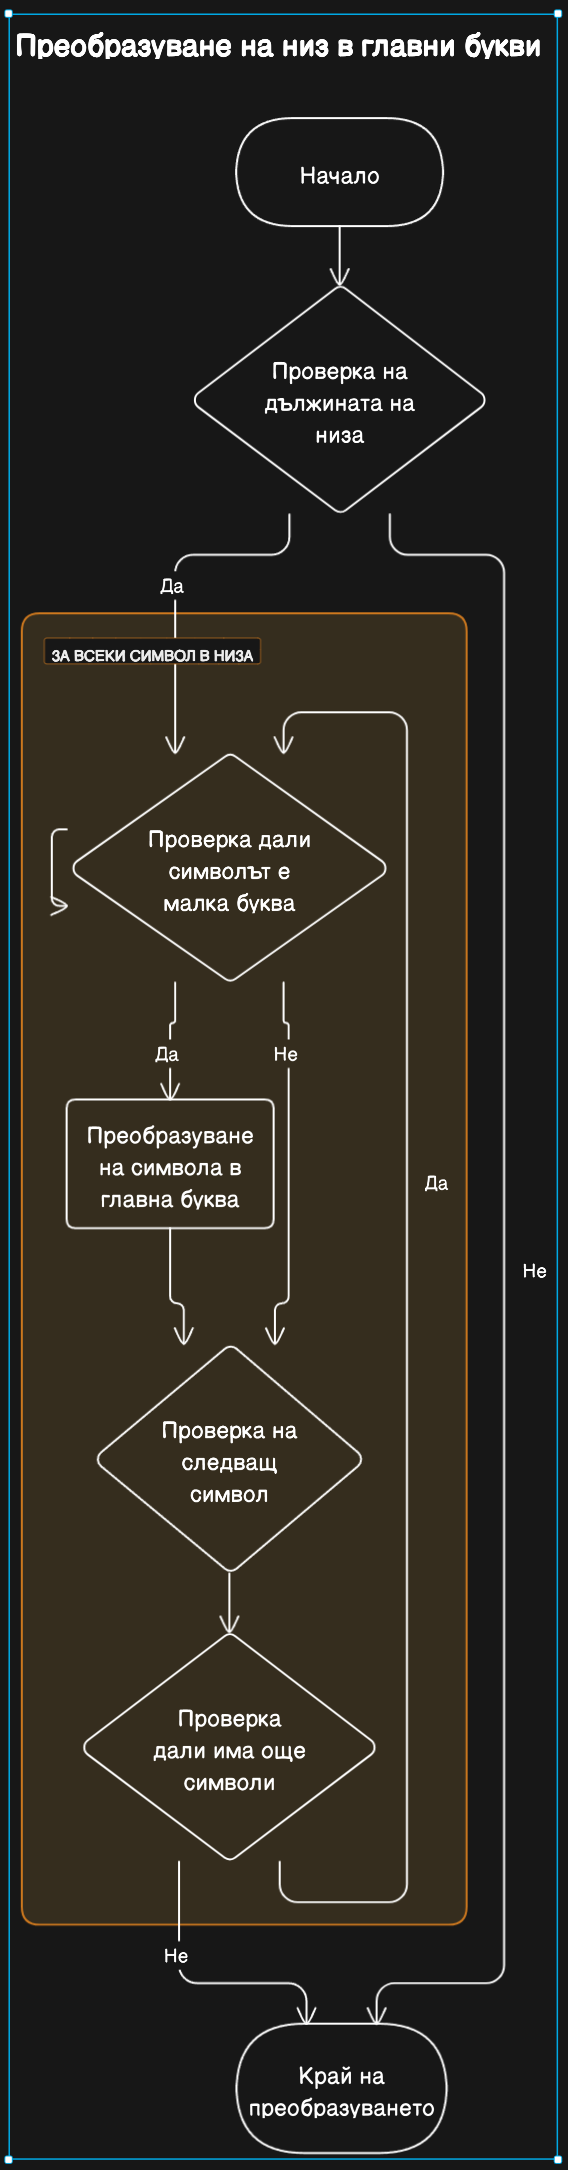 Преобразуване на низ в главни букви
Начало
Проверка на
дължината на
низа
Да
ЗА ВСЕКИ СИМВОЛ В НИЗА
Проверка дали
символът е
малка буква
Да
Не
Преобразуване
на символа в
главна буква
Да
Не
Проверка на
следващ
символ
Проверка
дали има още
символи
Не
Край на
преобразуването